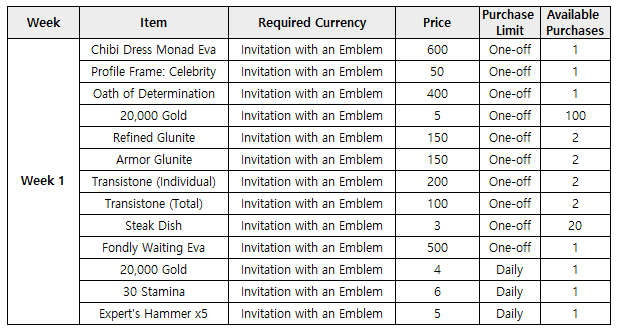 Week Item Required Currency Price Purchase Limit Available Purchases
Week 1
Chibi Dress Monad Eva Invitation with an Emblem 600 One-off 1
Profile Frame: Celebrity Invitation with an Emblem 50 One-off 1
Oath of Determination Invitation with an Emblem 400 One-off 1
20,000 Gold Invitation with an Emblem 5 One-off 100
Refined Glunite Invitation with an Emblem 150 One-off 2
Armor Glunite Invitation with an Emblem 150 One-off 2
Transistone (Individual) Invitation with an Emblem 200 One-off 2
Transistone (Total) Invitation with an Emblem 100 One-off 2
Steak Dish Invitation with an Emblem 3 One-off 20
Fondly Waiting Eva Invitation with an Emblem 500 One-off 1
20,000 Gold Invitation with an Emblem 4 Daily 1
30 Stamina Invitation with an Emblem 6 Daily 1
Expert's Hammer x5 Invitation with an Emblem 5 Daily 1